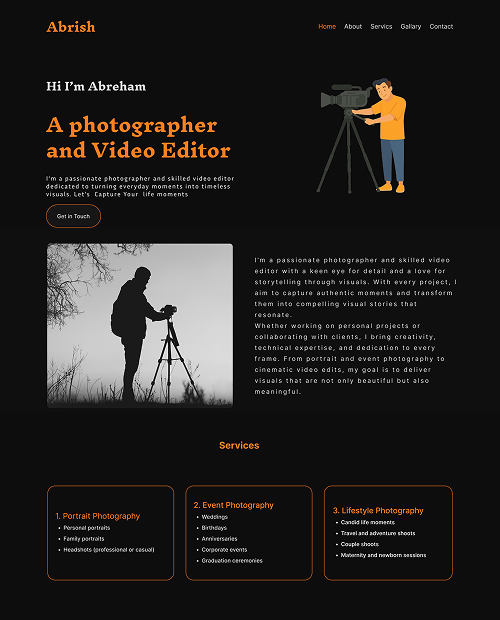 Abrish
Home About Servics Gallary Contact
Hi I'm Abreham
A photographer
and Video Editor
I'm a passionate photographer and skilled video editor
dedicated to turning everyday moments into timeless
visuals. Let's Capture Your life moments
Get in Touch
I'm a passionate photographer and skilled video
editor with a keen eye for detail and a love for
storytelling through visuals. With every project, I
aim to capture authentic moments and transform
them into compelling visual stories that
resonate.
Whether working on personal projects or
collaborating with clients, I bring creativity,
technical expertise, and dedication to every
frame. From portrait and event photography to
cinematic video edits, my goal is to deliver
visuals that are not only beautiful but also
meaningful.
Services
1. Portrait Photography
• Personal portraits
• Family portraits
• Headshots (professional or casual)
2. Event Photography
• Weddings
• Birthdays
• Anniversaries
• Corporate events
• Graduation ceremonies
3. Lifestyle Photography
• Candid life moments
• Travel and adventure shoots
• Couple shoots
• Maternity and newborn sessions